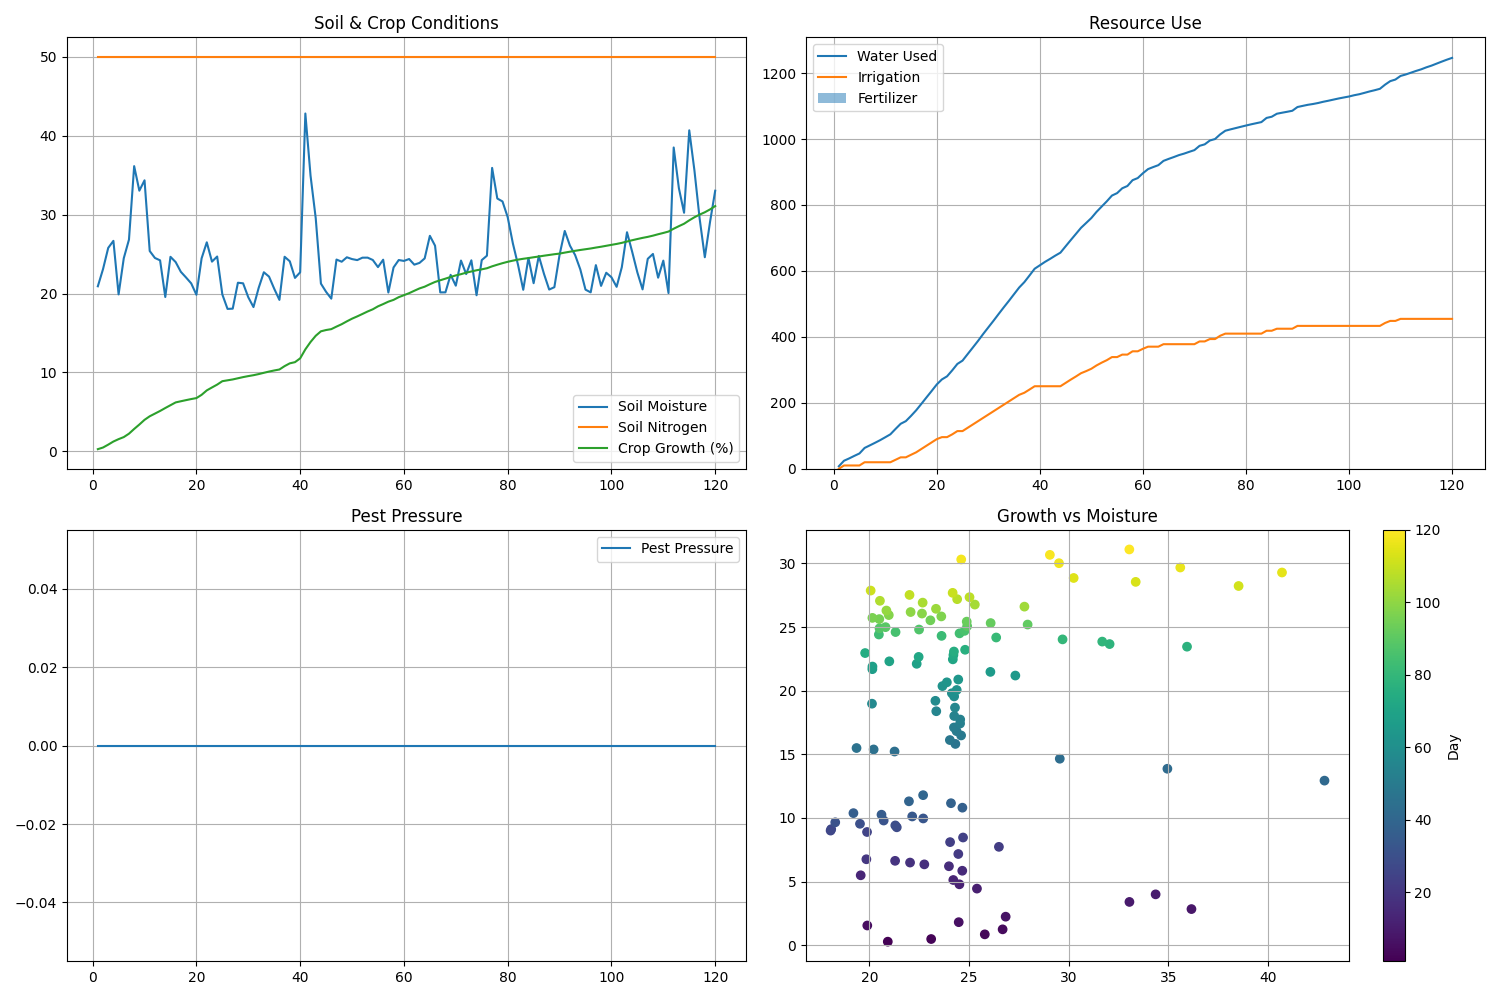 Soil & Crop Conditions
50
40
30
20
10
0
Soil Moisture
Soil Nitrogen
Crop Growth (%)
0 20 40 60 80 100 120
Resource Use
Water Used
Irrigation
Fertilizer
1200
1000
800
600
400
200
0
0 20 40 60 80 100 120
Pest Pressure
Pest Pressure
0.04
0.02
0.00
−0.02
−0.04
0 20 40 60 80 100 120
Growth vs Moisture
30
25
20
15
10
5
0
20 25 30 35 40
120
100
80
60
40
20
Day